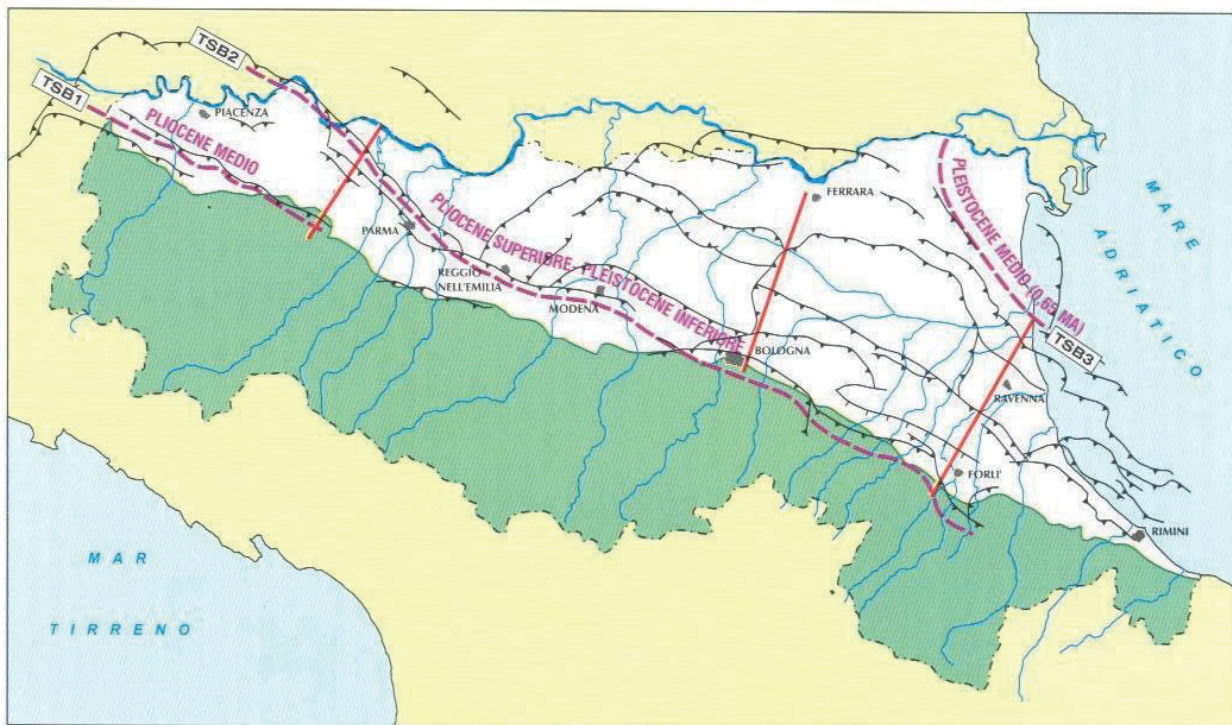 TSB2
TSB1
PIACENZA
PLIOCENE MEDIO
PARMA
PLIOCENE SUPERIORE - PLEISTOCENE INFERIORE
REGGIO
NELL'EMILIA
MODENA
BOLOGNA
FERRARA
PLEISTOCENE MEDIO (0,65 MA)
TSB3
RAVENNA
FORLI'
RIMINI
MARE
ADRIATICO
MAR
TIRRENO